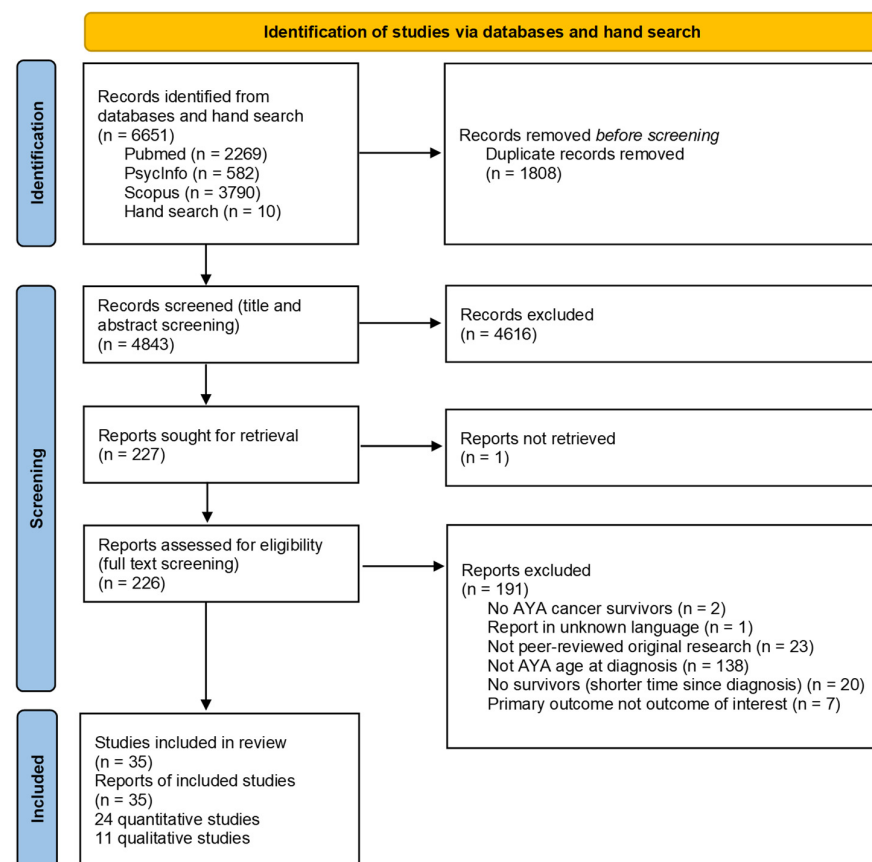 Identification of studies via databases and hand search
Identification
Records identified from
databases and hand search
(n = 6651)
Pubmed (n = 2269)
PsycInfo (n = 582)
Scopus (n = 3790)
Hand search (n = 10)
Records removed before screening
Duplicate records removed
(n = 1808)
Screening
Records screened (title and
abstract screening)
(n = 4843)
Records excluded
(n = 4616)
Reports sought for retrieval
(n = 227)
Reports not retrieved
(n = 1)
Reports assessed for eligibility
(full text screening)
(n = 226)
Reports excluded
(n = 191)
No AYA cancer survivors (n = 2)
Report in unknown language (n = 1)
Not peer-reviewed original research (n = 23)
Not AYA age at diagnosis (n = 138)
No survivors (shorter time since diagnosis) (n = 20)
Primary outcome not outcome of interest (n = 7)
Included
Studies included in review
(n = 35)
Reports of included studies
(n = 35)
24 quantitative studies
11 qualitative studies